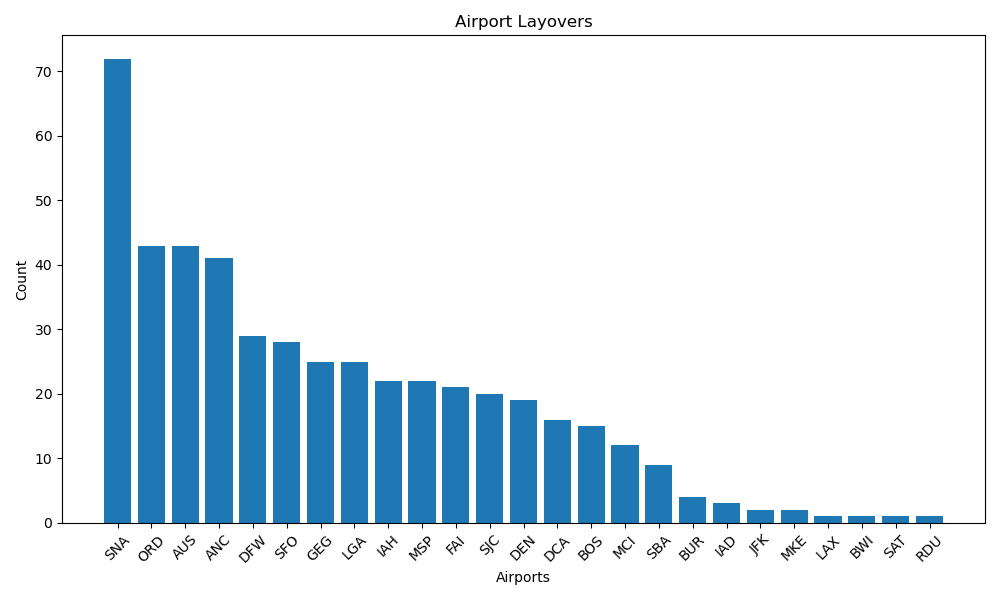 Airport Layovers
Count
70
60
50
40
30
20
10
0
SNA ORD AUS ANC DFW SFO GEG LGA IAH MSP FAI SJC DEN DCA BOS MCI SBA BUR IAD JFK MKE LAX BWI SAT RDU
Airports